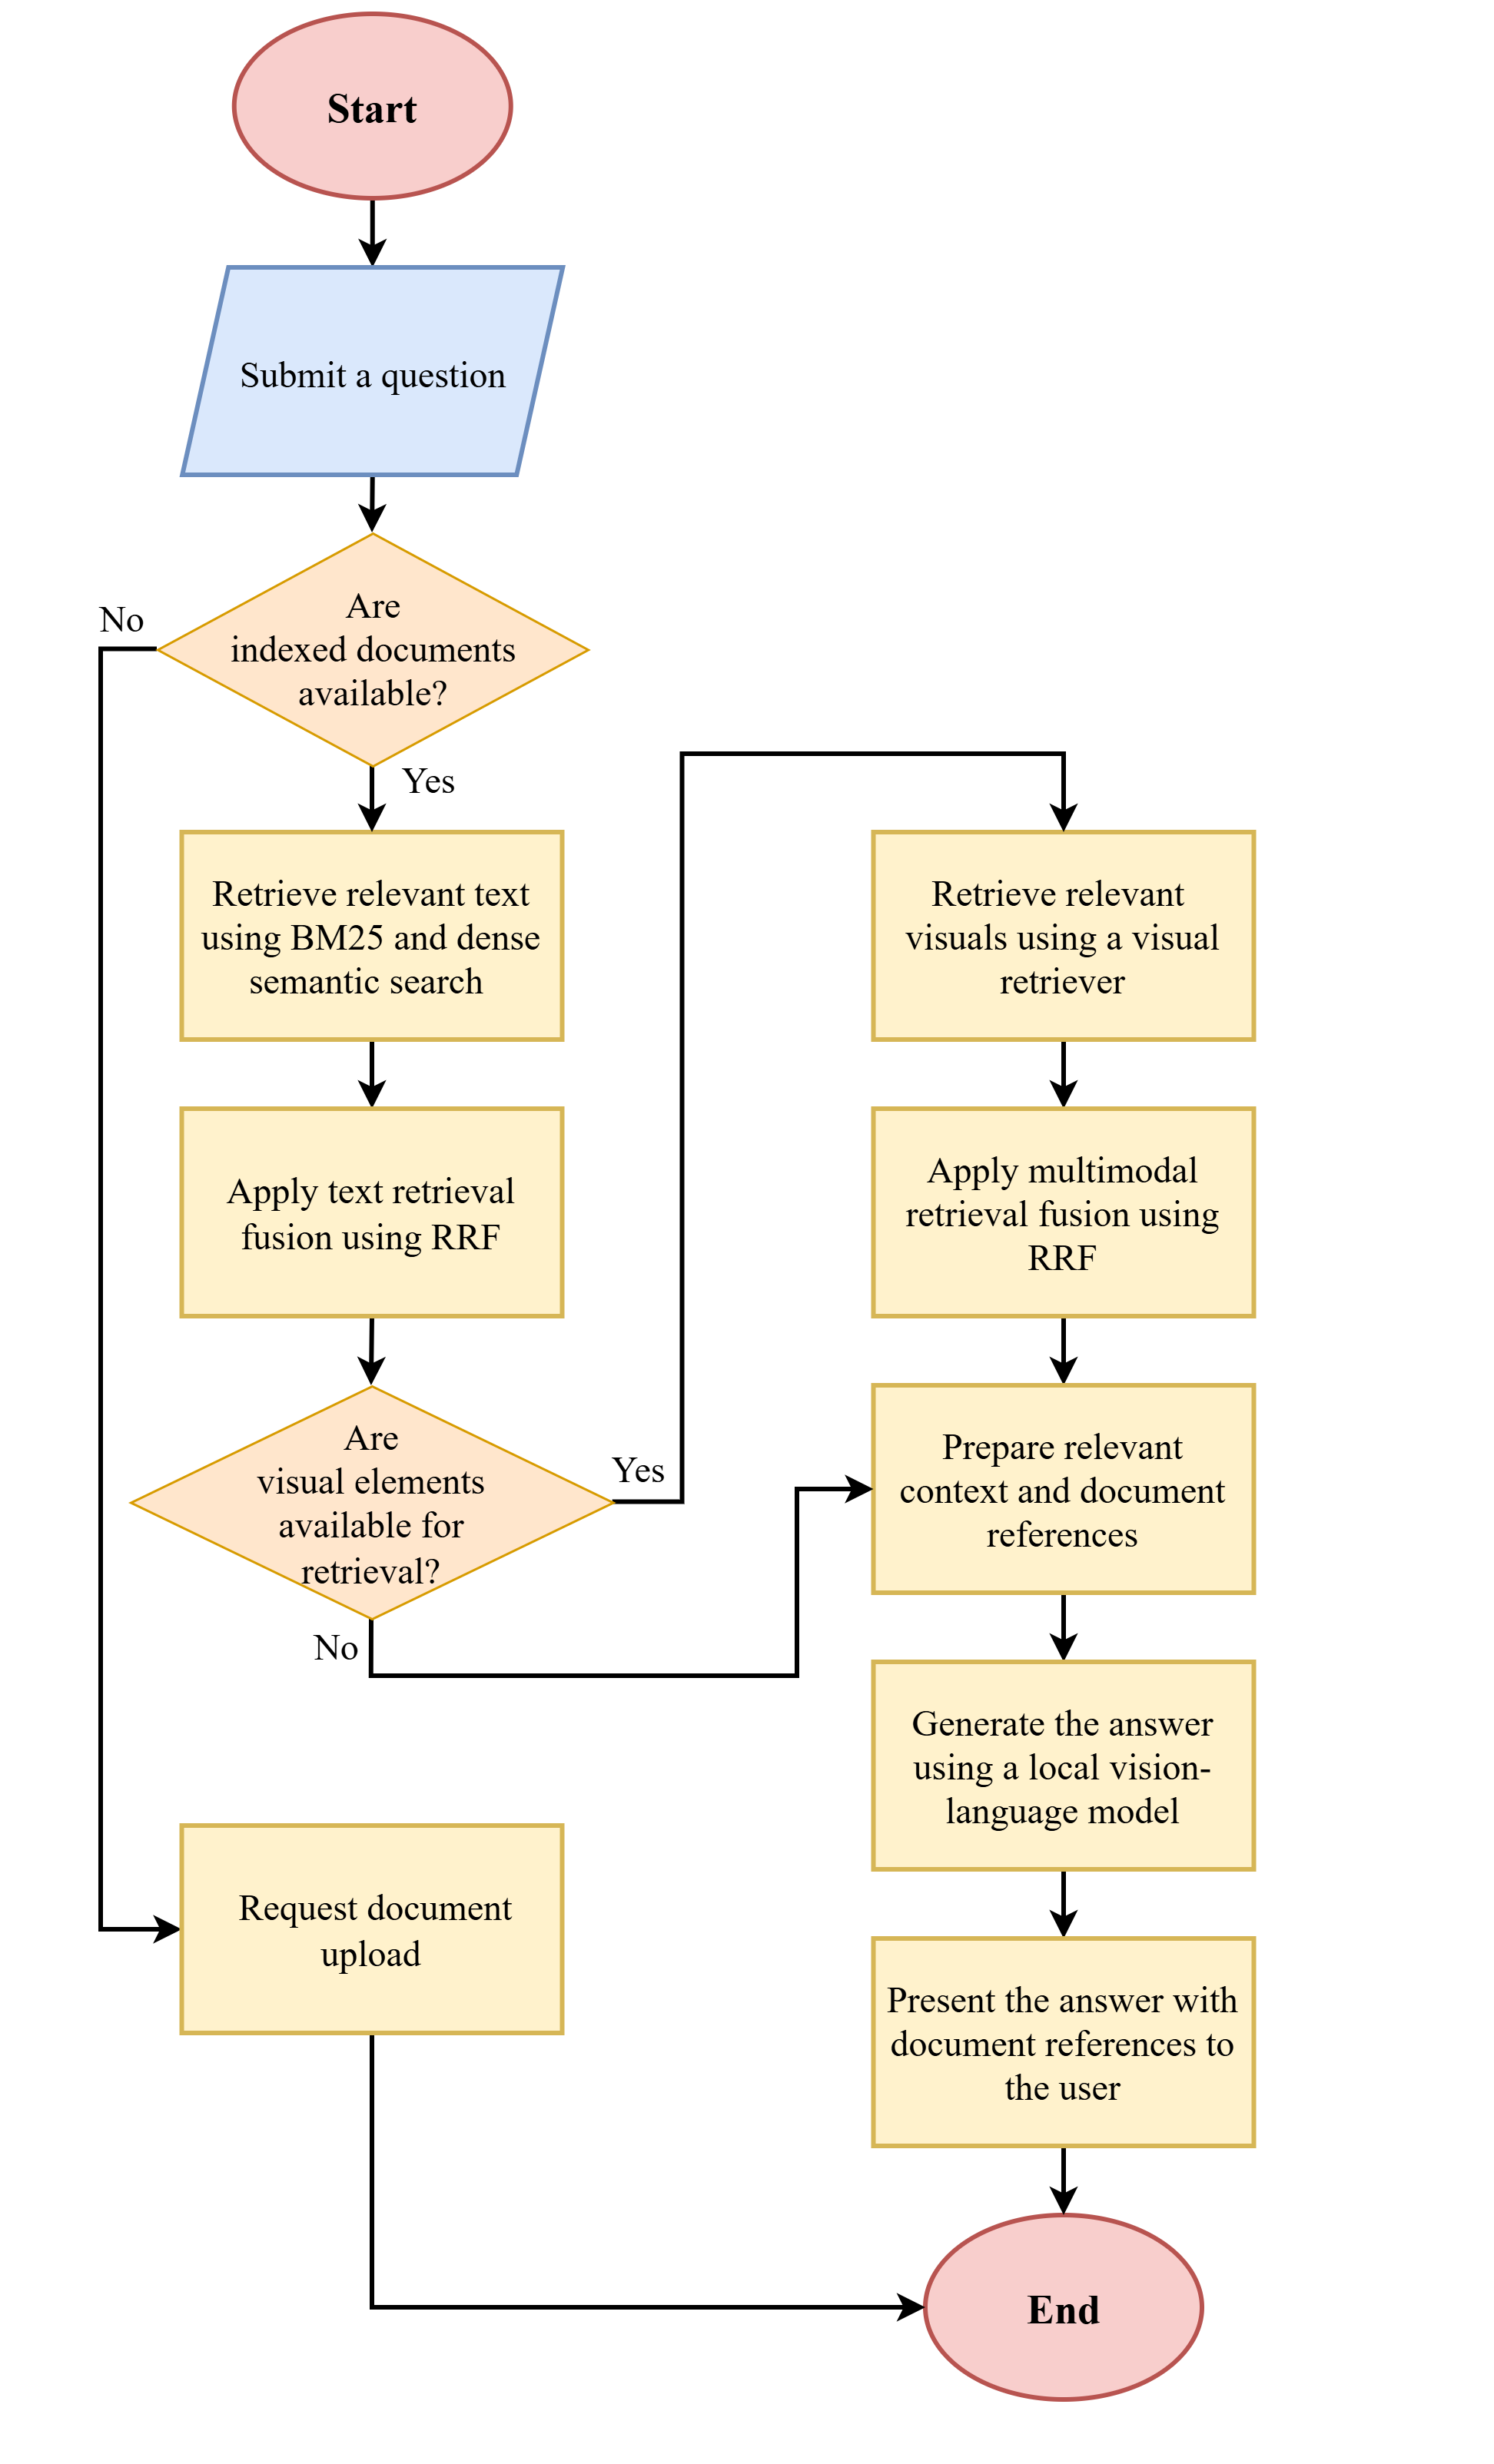 Start
Submit a question
Are
indexed documents
available?
No
Yes
Retrieve relevant text
using BM25 and dense
semantic search
Apply text retrieval
fusion using RRF
Are
visual elements
available for
retrieval?
Yes
No
Request document
upload
Retrieve relevant
visuals using a visual
retriever
Apply multimodal
retrieval fusion using
RRF
Prepare relevant
context and document
references
Generate the answer
using a local vision-
language model
Present the answer with
document references to
the user
End